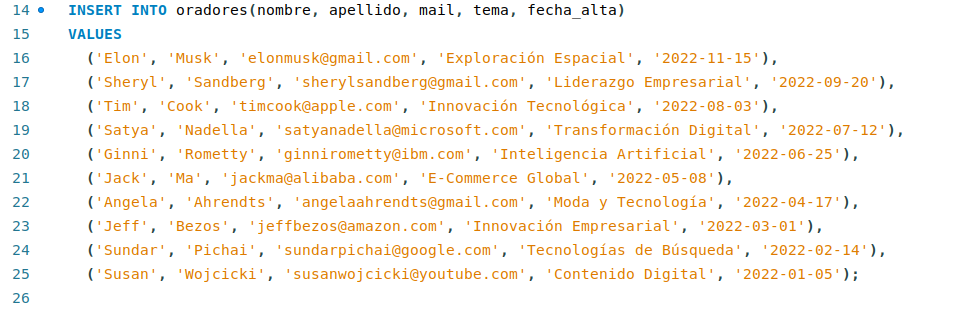 14 INSERT INTO oradores(nombre, apellido, mail, tema, fecha_alta)
15 VALUES
16 ('Elon', 'Musk', 'elonmusk@gmail.com', 'Exploración Espacial', '2022-11-15'),
17 ('Sheryl', 'Sandberg', 'sherylsandberg@gmail.com', 'Liderazgo Empresarial', '2022-09-20'),
18 ('Tim', 'Cook', 'timcook@apple.com', 'Innovación Tecnológica', '2022-08-03'),
19 ('Satya', 'Nadella', 'satyanadella@microsoft.com', 'Transformación Digital', '2022-07-12'),
20 ('Ginni', 'Rometty', 'ginnirometty@ibm.com', 'Inteligencia Artificial', '2022-06-25'),
21 ('Jack', 'Ma', 'jackma@alibaba.com', 'E-Commerce Global', '2022-05-08'),
22 ('Angela', 'Ahrendts', 'angelaahrendts@gmail.com', 'Moda y Tecnología', '2022-04-17'),
23 ('Jeff', 'Bezos', 'jeffbezos@amazon.com', 'Innovación Empresarial', '2022-03-01'),
24 ('Sundar', 'Pichai', 'sundarpichai@google.com', 'Tecnologías de Búsqueda', '2022-02-14'),
25 ('Susan', 'Wojcicki', 'susanwojcicki@youtube.com', 'Contenido Digital', '2022-01-05');
26